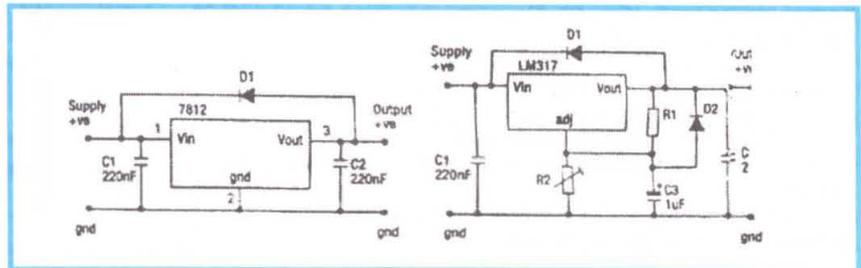 D1
Supply
+ve
7812
1
Vin
Vout
3
Output
+ve
C1
220nF
gnd
2
C2
220nF
gnd
gnd
D1
Supply
+ve
LM317
Vin
Vout
adj
R1
D2
C1
220nF
R2
C3
1uF
gnd
gnd